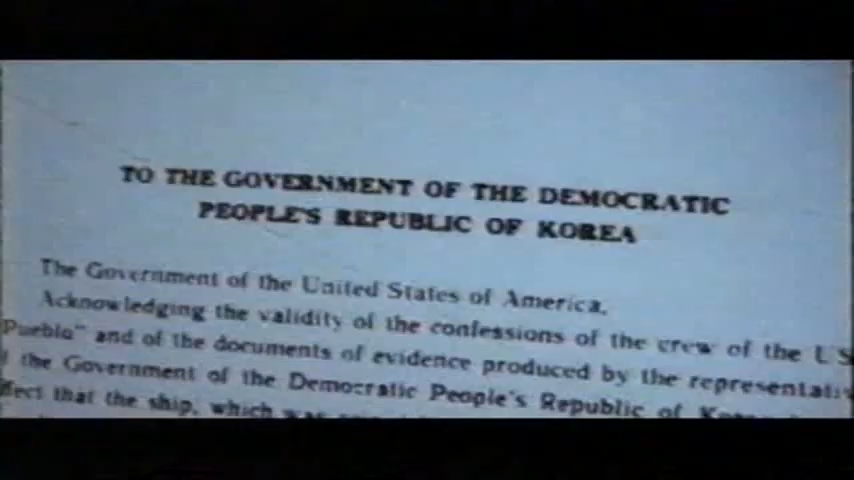 TO THE GOVERNMENT OF THE DEMOCRATIC
PEOPLE'S REPUBLIC OF KOREA
The Government of the United States of America,
Acknowledging the validity of the confessions of the crew of the US
Pueblo" and of the documents of evidence produced by the
the Government of the Democratic People's Republic of
that the ship, which